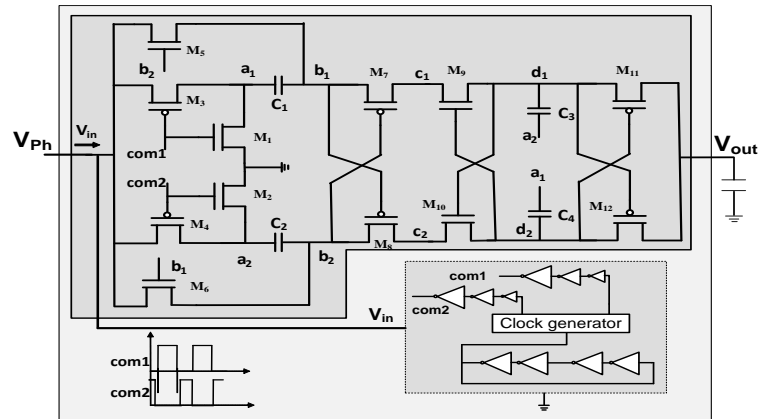 M5
b2
a1
b1
M7
c1
M9
d1
M11
M3
C1
C3
a2
VPh
Vin
com1
M1
Vout
com2
M2
a1
M10
M12
M4
C2
C4
a2
b2
M8
c2
d2
b1
M6
Vin
com1
com2
Clock generator
com1
com2